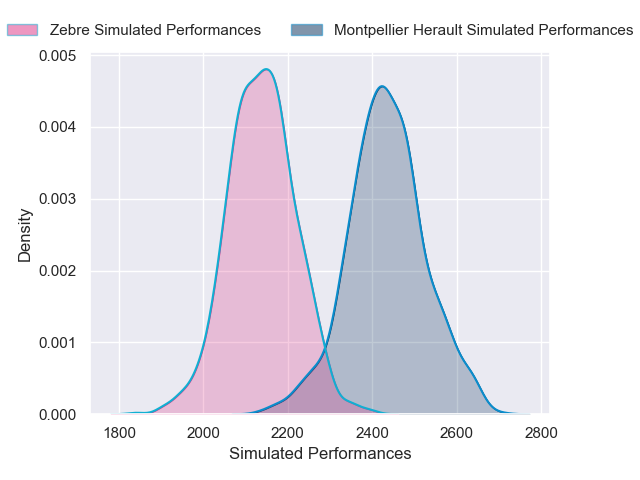 Zebre Simulated Performances Montpellier Herault Simulated Performances
0.005
0.004
0.003
0.002
0.001
0.000
Density
1800 2000 2200 2400 2600 2800
Simulated Performances